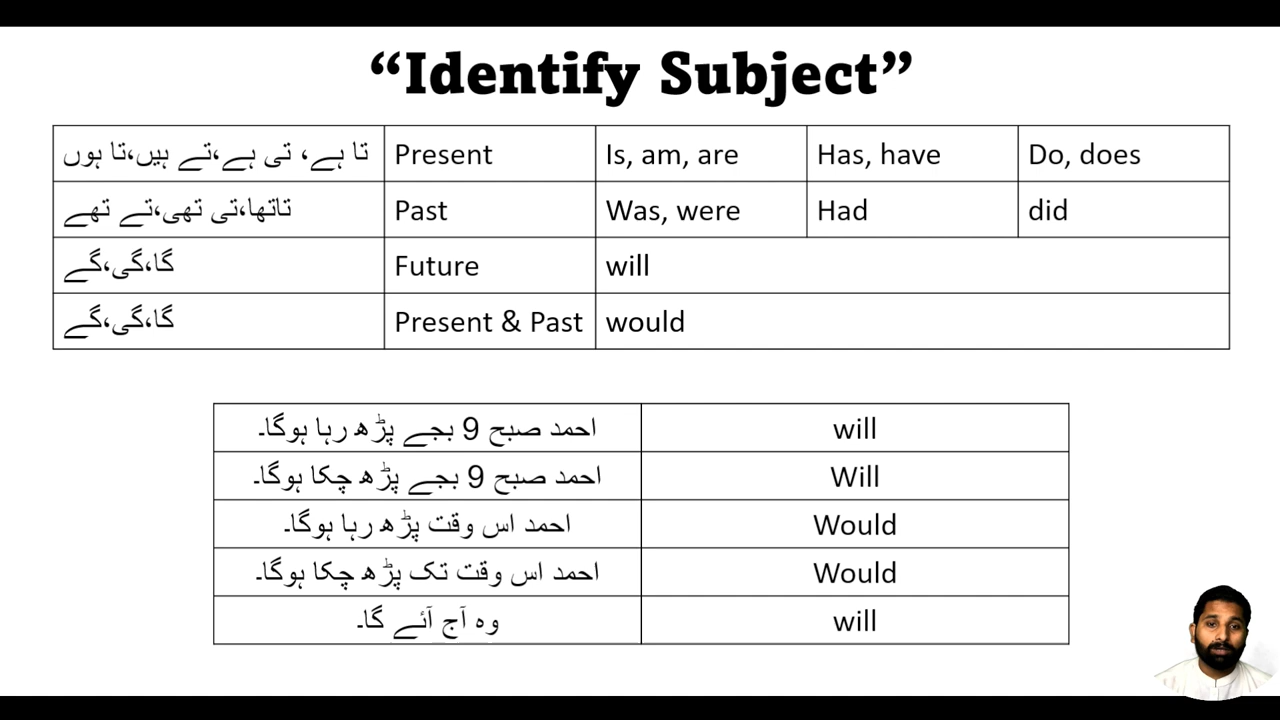 “Identify Subject”
تا ہے، تی ہے،تے ہیں،تا ہوں Present Is, am, are Has, have Do, does
تاتھا،تی تھی،تے تھے Past Was, were Had did
گا،گی،گے Future will
گا،گی،گے Present & Past would
احمد صبح 9 بجے پڑھ رہا ہوگا۔ will
احمد صبح 9 بجے پڑھ چکا ہوگا۔ Will
احمد اس وقت پڑھ رہا ہوگا۔ Would
احمد اس وقت تک پڑھ چکا ہوگا۔ Would
وہ آج آئے گا۔ will